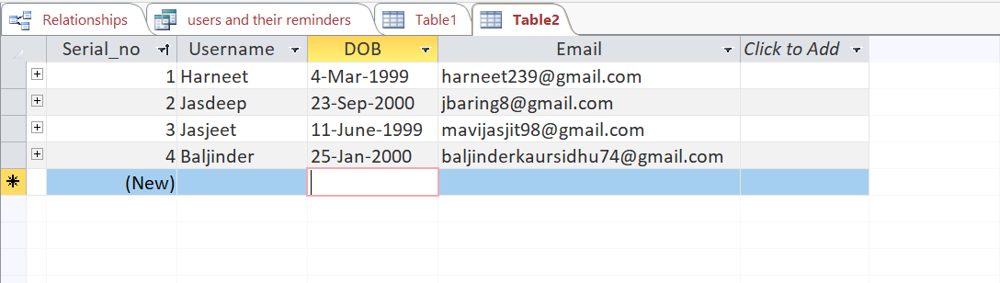 Relationships users and their reminders Table1 Table2
Serial_no Username DOB Email Click to Add
1 Harneet 4-Mar-1999 harneet239@gmail.com
2 Jasdeep 23-Sep-2000 jbaring8@gmail.com
3 Jasjeet 11-June-1999 mavijasjit98@gmail.com
4 Baljinder 25-Jan-2000 baljinderkaursidhu74@gmail.com
(New)